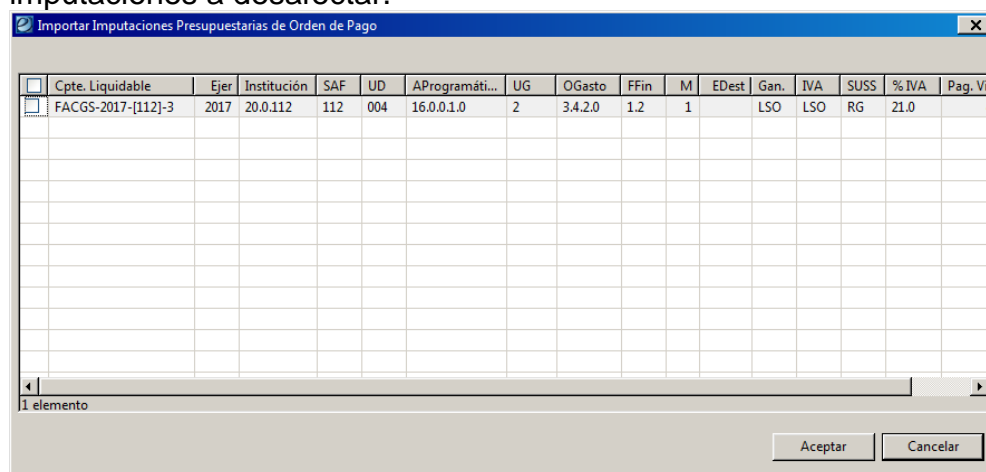 imputaciones a desafectar:
Importar Imputaciones Presupuestarias de Orden de Pago
Cpte. Liquidable Ejer Institución SAF UD AProgramáti... UG OGasto FFin M EDest Gan. IVA SUSS % IVA Pag. Vi
FACGS-2017-[112]-3 2017 20.0.112 112 004 16.0.0.1.0 2 3.4.2.0 1.2 1 LSO LSO RG 21.0
1 elemento
Aceptar Cancelar